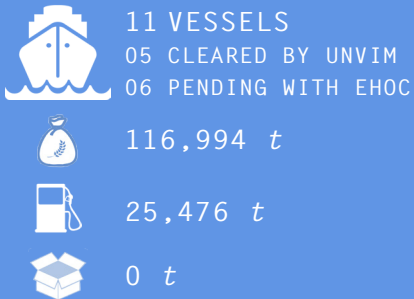 11 VESSELS
05 CLEARED BY UNVIM
06 PENDING WITH EHOC
116,994 t
25,476 t
0 t